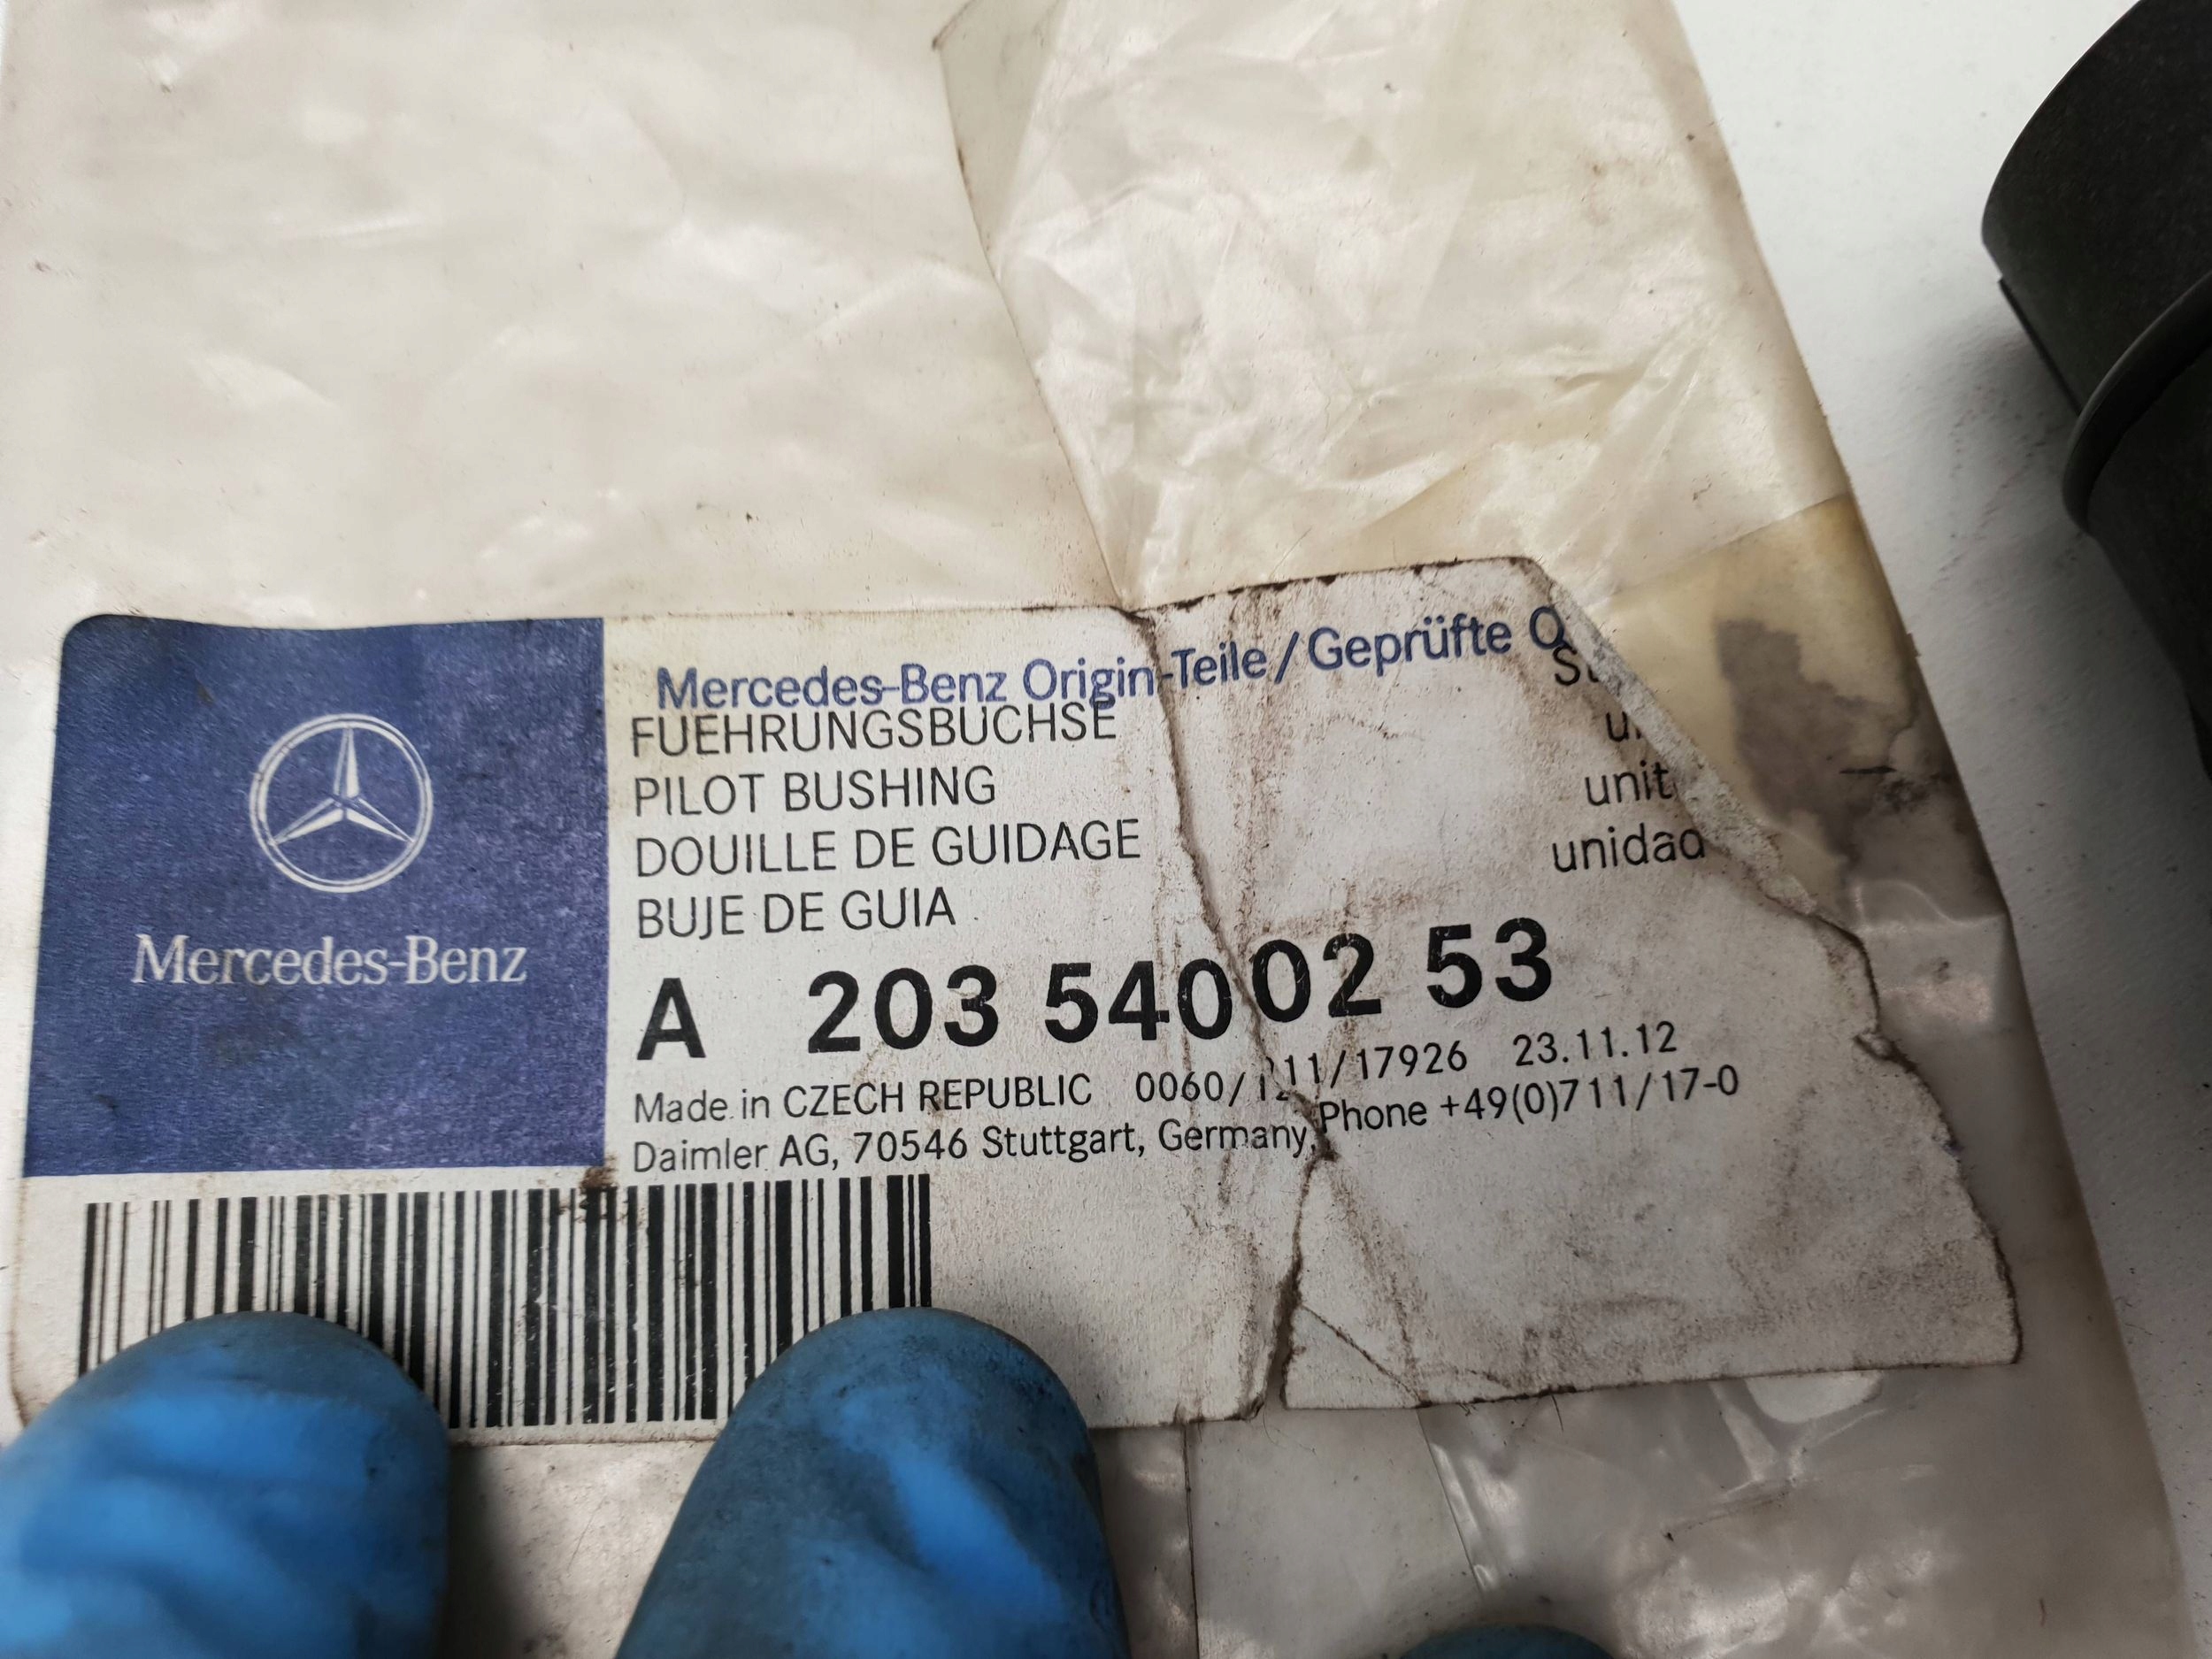 Mercedes-Benz
Mercedes-Benz Origin-Teile/Geprüfte
FUEHRUNGSBUCHSE
PILOT BUSHING
DOUILLE DE GUIDAGE
BUJE DE GUIA
unidad
A 203 540 02 53
Made in CZECH REPUBLIC 23.11.12
Daimler AG, 70546 Stuttgart, Germany, Phone +49(0)711/17-0